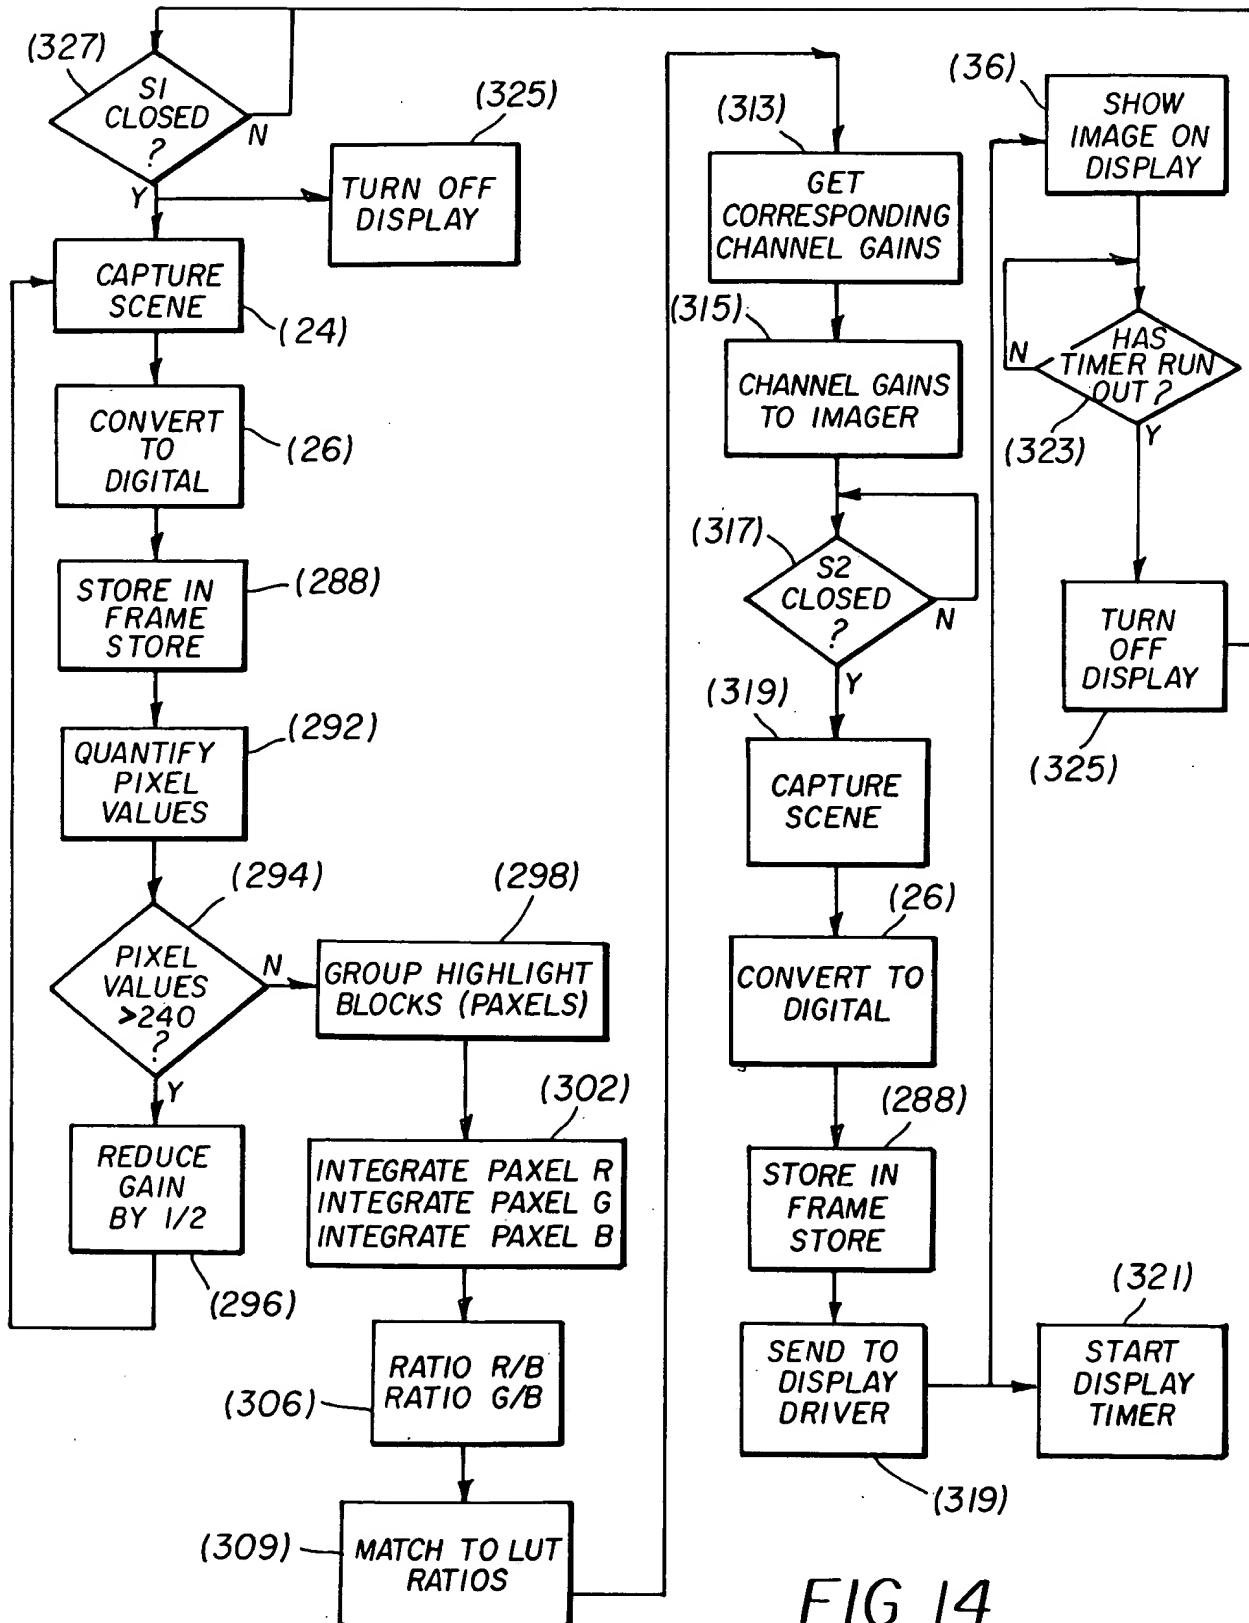 (327)
S1
CLOSED
?
N
Y
(325)
TURN OFF
DISPLAY
CAPTURE
SCENE
(24)
CONVERT
TO
DIGITAL
(26)
STORE IN
FRAME
STORE
(288)
QUANTIFY
PIXEL
VALUES
(292)
(294)
PIXEL
VALUES
>240
?
N
Y
REDUCE
GAIN
BY 1/2
(296)
(298)
GROUP HIGHLIGHT
BLOCKS (PAXELS)
(302)
INTEGRATE PAXEL R
INTEGRATE PAXEL G
INTEGRATE PAXEL B
RATIO R/B
RATIO G/B
(306)
(309)
MATCH TO LUT
RATIOS
(313)
GET
CORRESPONDING
CHANNEL GAINS
(315)
CHANNEL GAINS
TO IMAGER
(317)
S2
CLOSED
?
N
Y
(319)
CAPTURE
SCENE
(26)
CONVERT TO
DIGITAL
(288)
STORE IN
FRAME
STORE
SEND TO
DISPLAY
DRIVER
(319)
(321)
START
DISPLAY
TIMER
(36)
SHOW
IMAGE ON
DISPLAY
HAS
TIMER RUN
OUT?
N
Y
(323)
TURN
OFF
DISPLAY
(325)
FIG 14